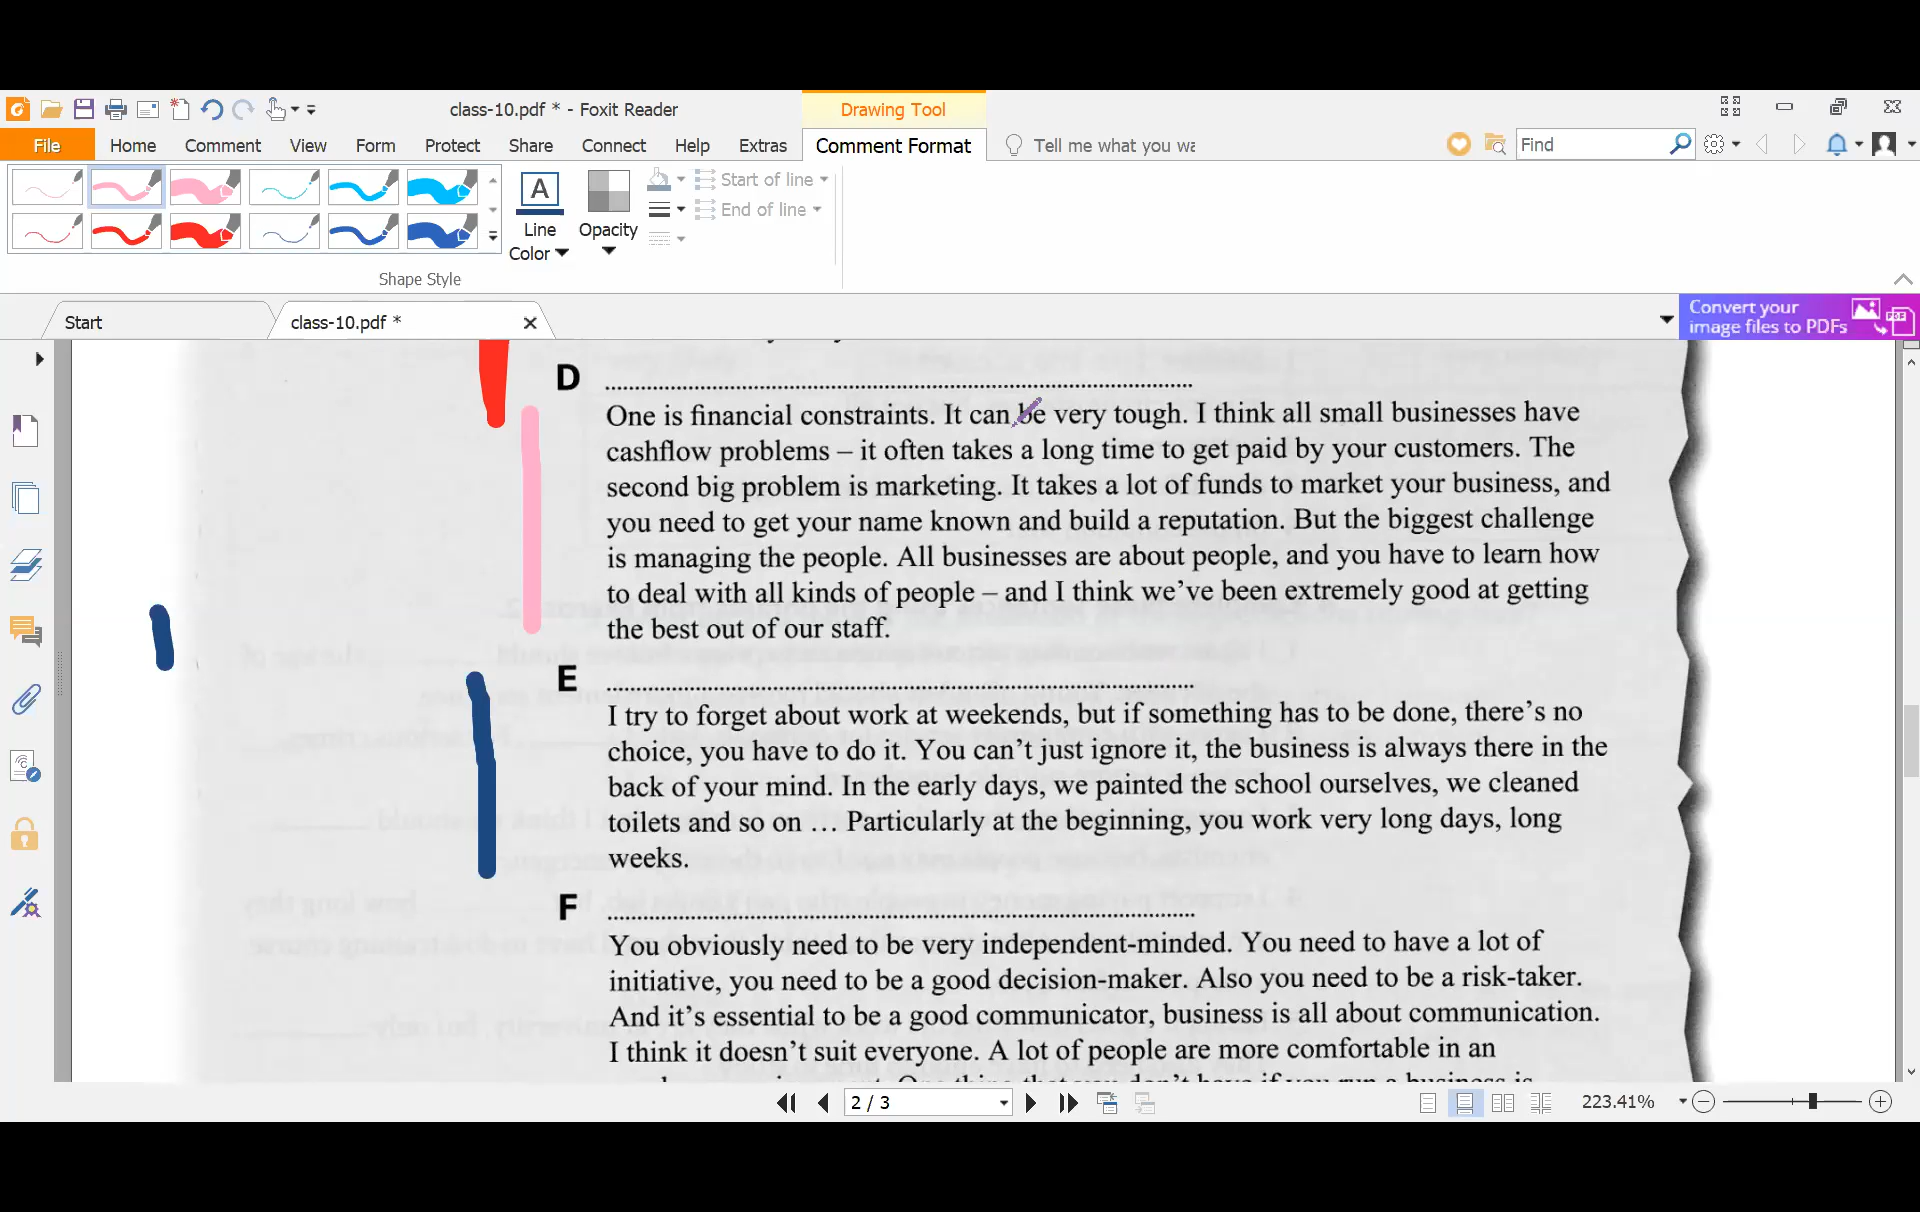 class-10.pdf * - Foxit Reader
Drawing Tool
File
Home
Comment
View
Form
Protect
Share
Connect
Help
Extras
Comment Format
Tell me what you wa
Find
Line
Color
Opacity
Start of line
End of line
Shape Style
Start
class-10.pdf *
Convert your
image files to PDFs
D
One is financial constraints. It can be very tough. I think all small businesses have
cashflow problems – it often takes a long time to get paid by your customers. The
second big problem is marketing. It takes a lot of funds to market your business, and
you need to get your name known and build a reputation. But the biggest challenge
is managing the people. All businesses are about people, and you have to learn how
to deal with all kinds of people – and I think we've been extremely good at getting
the best out of our staff.
E
I try to forget about work at weekends, but if something has to be done, there's no
choice, you have to do it. You can't just ignore it, the business is always there in the
back of your mind. In the early days, we painted the school ourselves, we cleaned
toilets and so on … Particularly at the beginning, you work very long days, long
weeks.
F
You obviously need to be very independent-minded. You need to have a lot of
initiative, you need to be a good decision-maker. Also you need to be a risk-taker.
And it's essential to be a good communicator, business is all about communication.
I think it doesn't suit everyone. A lot of people are more comfortable in an
2 / 3
223.41%